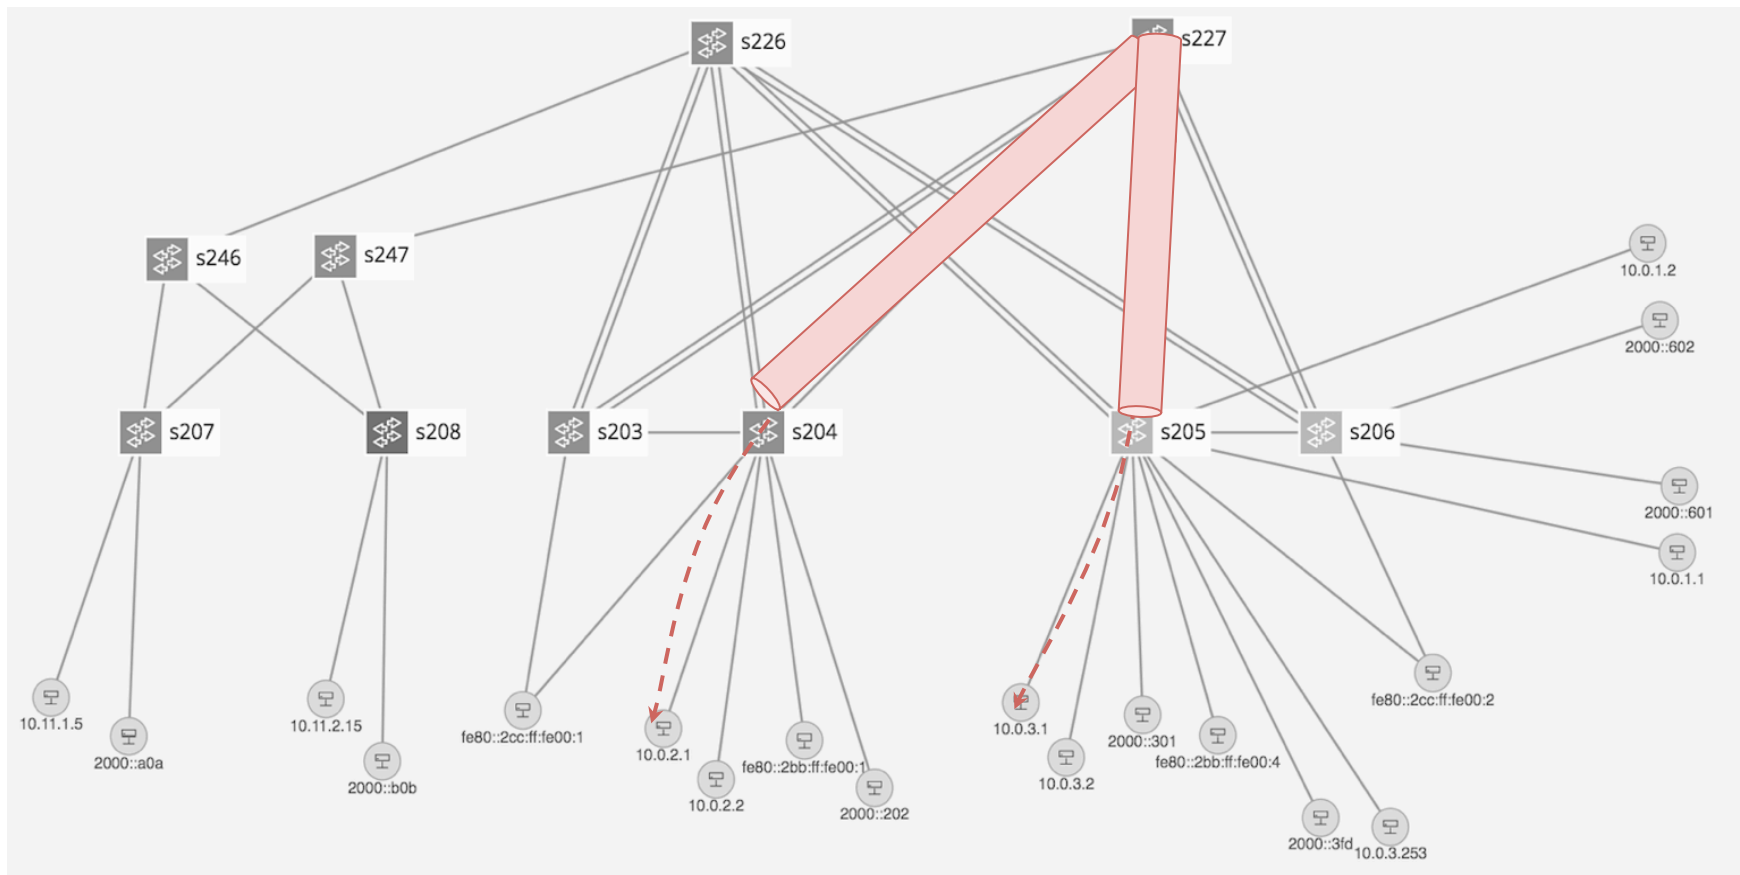 s226
s227
s246
s247
10.0.1.2
2000::602
s207
s208
s203
s204
s205
s206
2000::601
10.0.1.1
10.11.1.5
2000::a0a
10.11.2.15
2000::b0b
fe80::2cc:ff:fe00:1
10.0.2.1
10.0.2.2
fe80::2bb:ff:fe00:1
2000::202
10.0.3.1
10.0.3.2
2000::301
fe80::2bb:ff:fe00:4
fe80::2cc:ff:fe00:2
2000::3fd
10.0.3.253